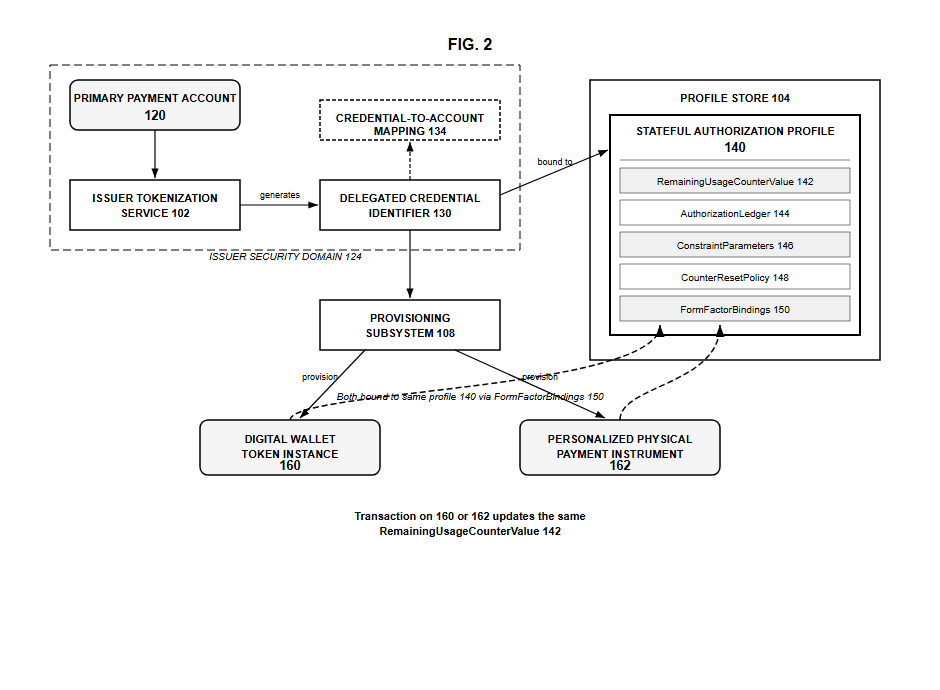 FIG. 2
PRIMARY PAYMENT ACCOUNT
120
CREDENTIAL-TO-ACCOUNT
MAPPING 134
ISSUER TOKENIZATION
SERVICE 102
generates
DELEGATED CREDENTIAL
IDENTIFIER 130
ISSUER SECURITY DOMAIN 124
bound to
PROFILE STORE 104
STATEFUL AUTHORIZATION PROFILE
140
RemainingUsageCounterValue 142
AuthorizationLedger 144
ConstraintParameters 146
CounterResetPolicy 148
FormFactorBindings 150
PROVISIONING
SUBSYSTEM 108
provision
provision
Both bound to same profile 140 via FormFactorBindings 150
DIGITAL WALLET
TOKEN INSTANCE
160
PERSONALIZED PHYSICAL
PAYMENT INSTRUMENT
162
Transaction on 160 or 162 updates the same
RemainingUsageCounterValue 142